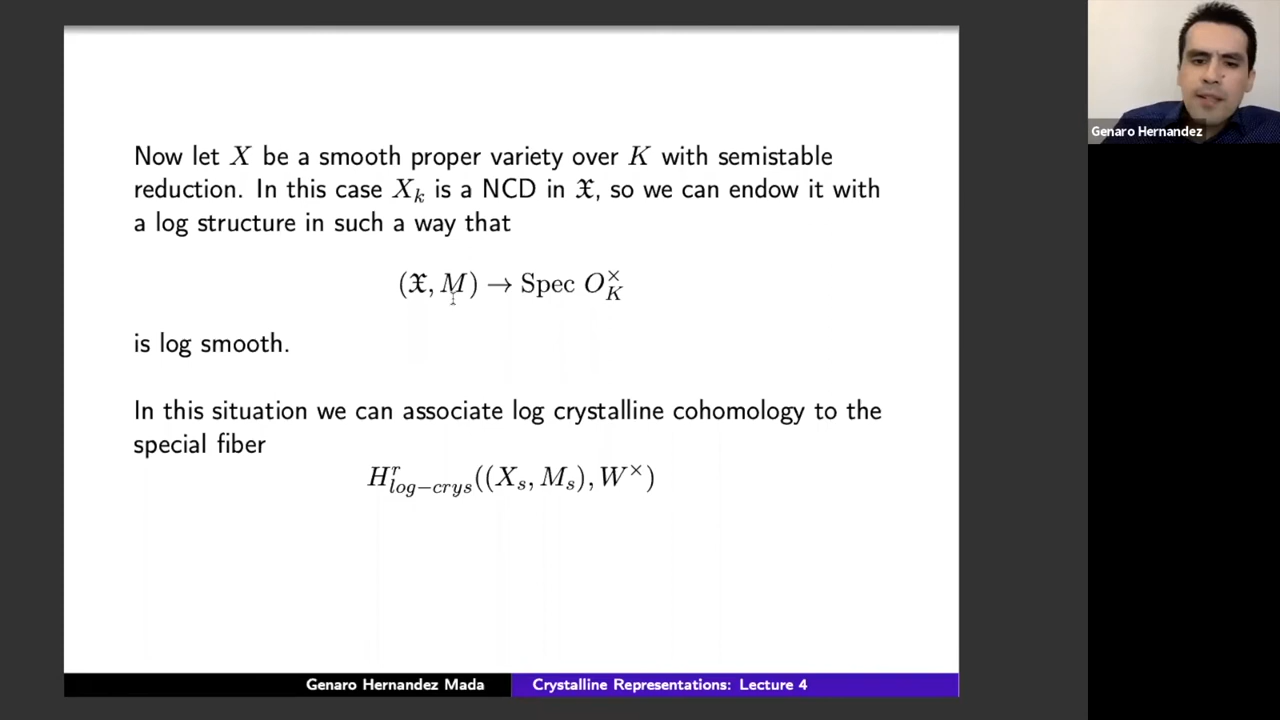 Now let X be a smooth proper variety over K with semistable
reduction. In this case X_k is a NCD in 𝔛, so we can endow it with
a log structure in such a way that
(𝔛, M) → Spec O_K^×
is log smooth.
In this situation we can associate log crystalline cohomology to the
special fiber
H^r_{log−crys}((X_s, M_s), W^×)
Genaro Hernandez Mada
Crystalline Representations: Lecture 4
Genaro Hernandez